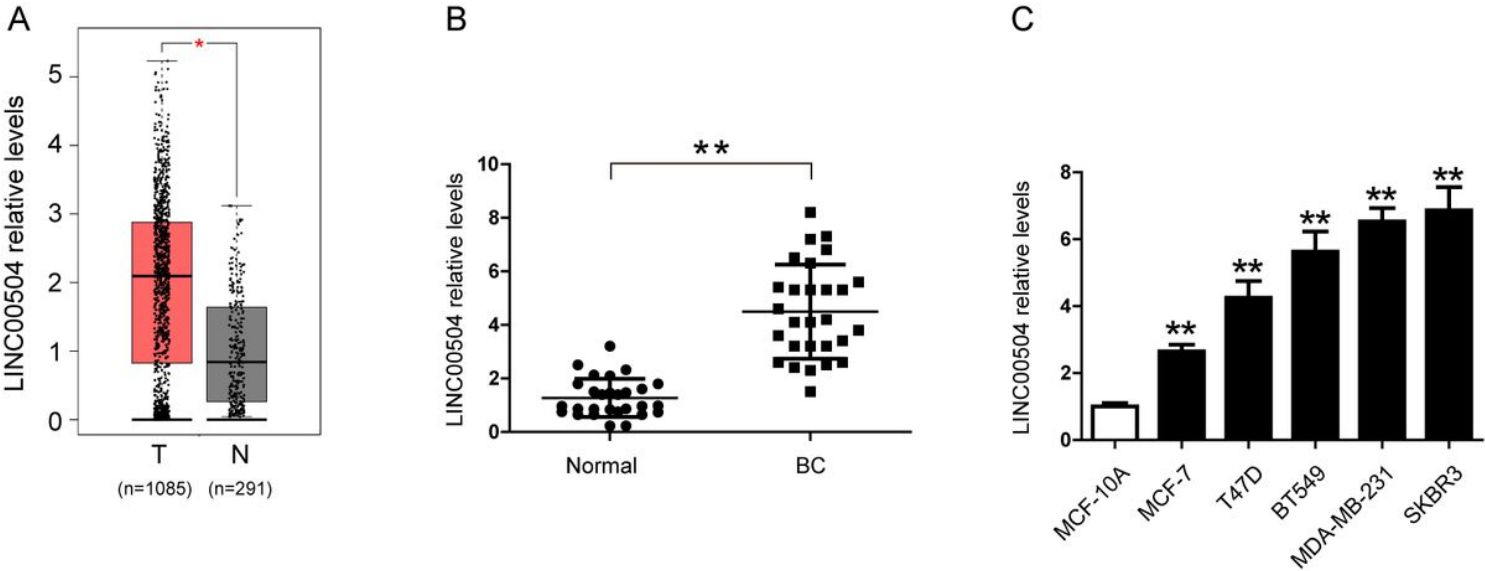 A
LINC00504 relative levels
5
4
3
2
1
0
*
T
N
(n=1085)
(n=291)
B
LINC00504 relative levels
10
8
6
4
2
0
**
Normal
BC
C
LINC00504 relative levels
8
6
4
2
0
**
**
**
**
**
MCF-10A
MCF-7
T47D
BT549
MDA-MB-231
SKBR3